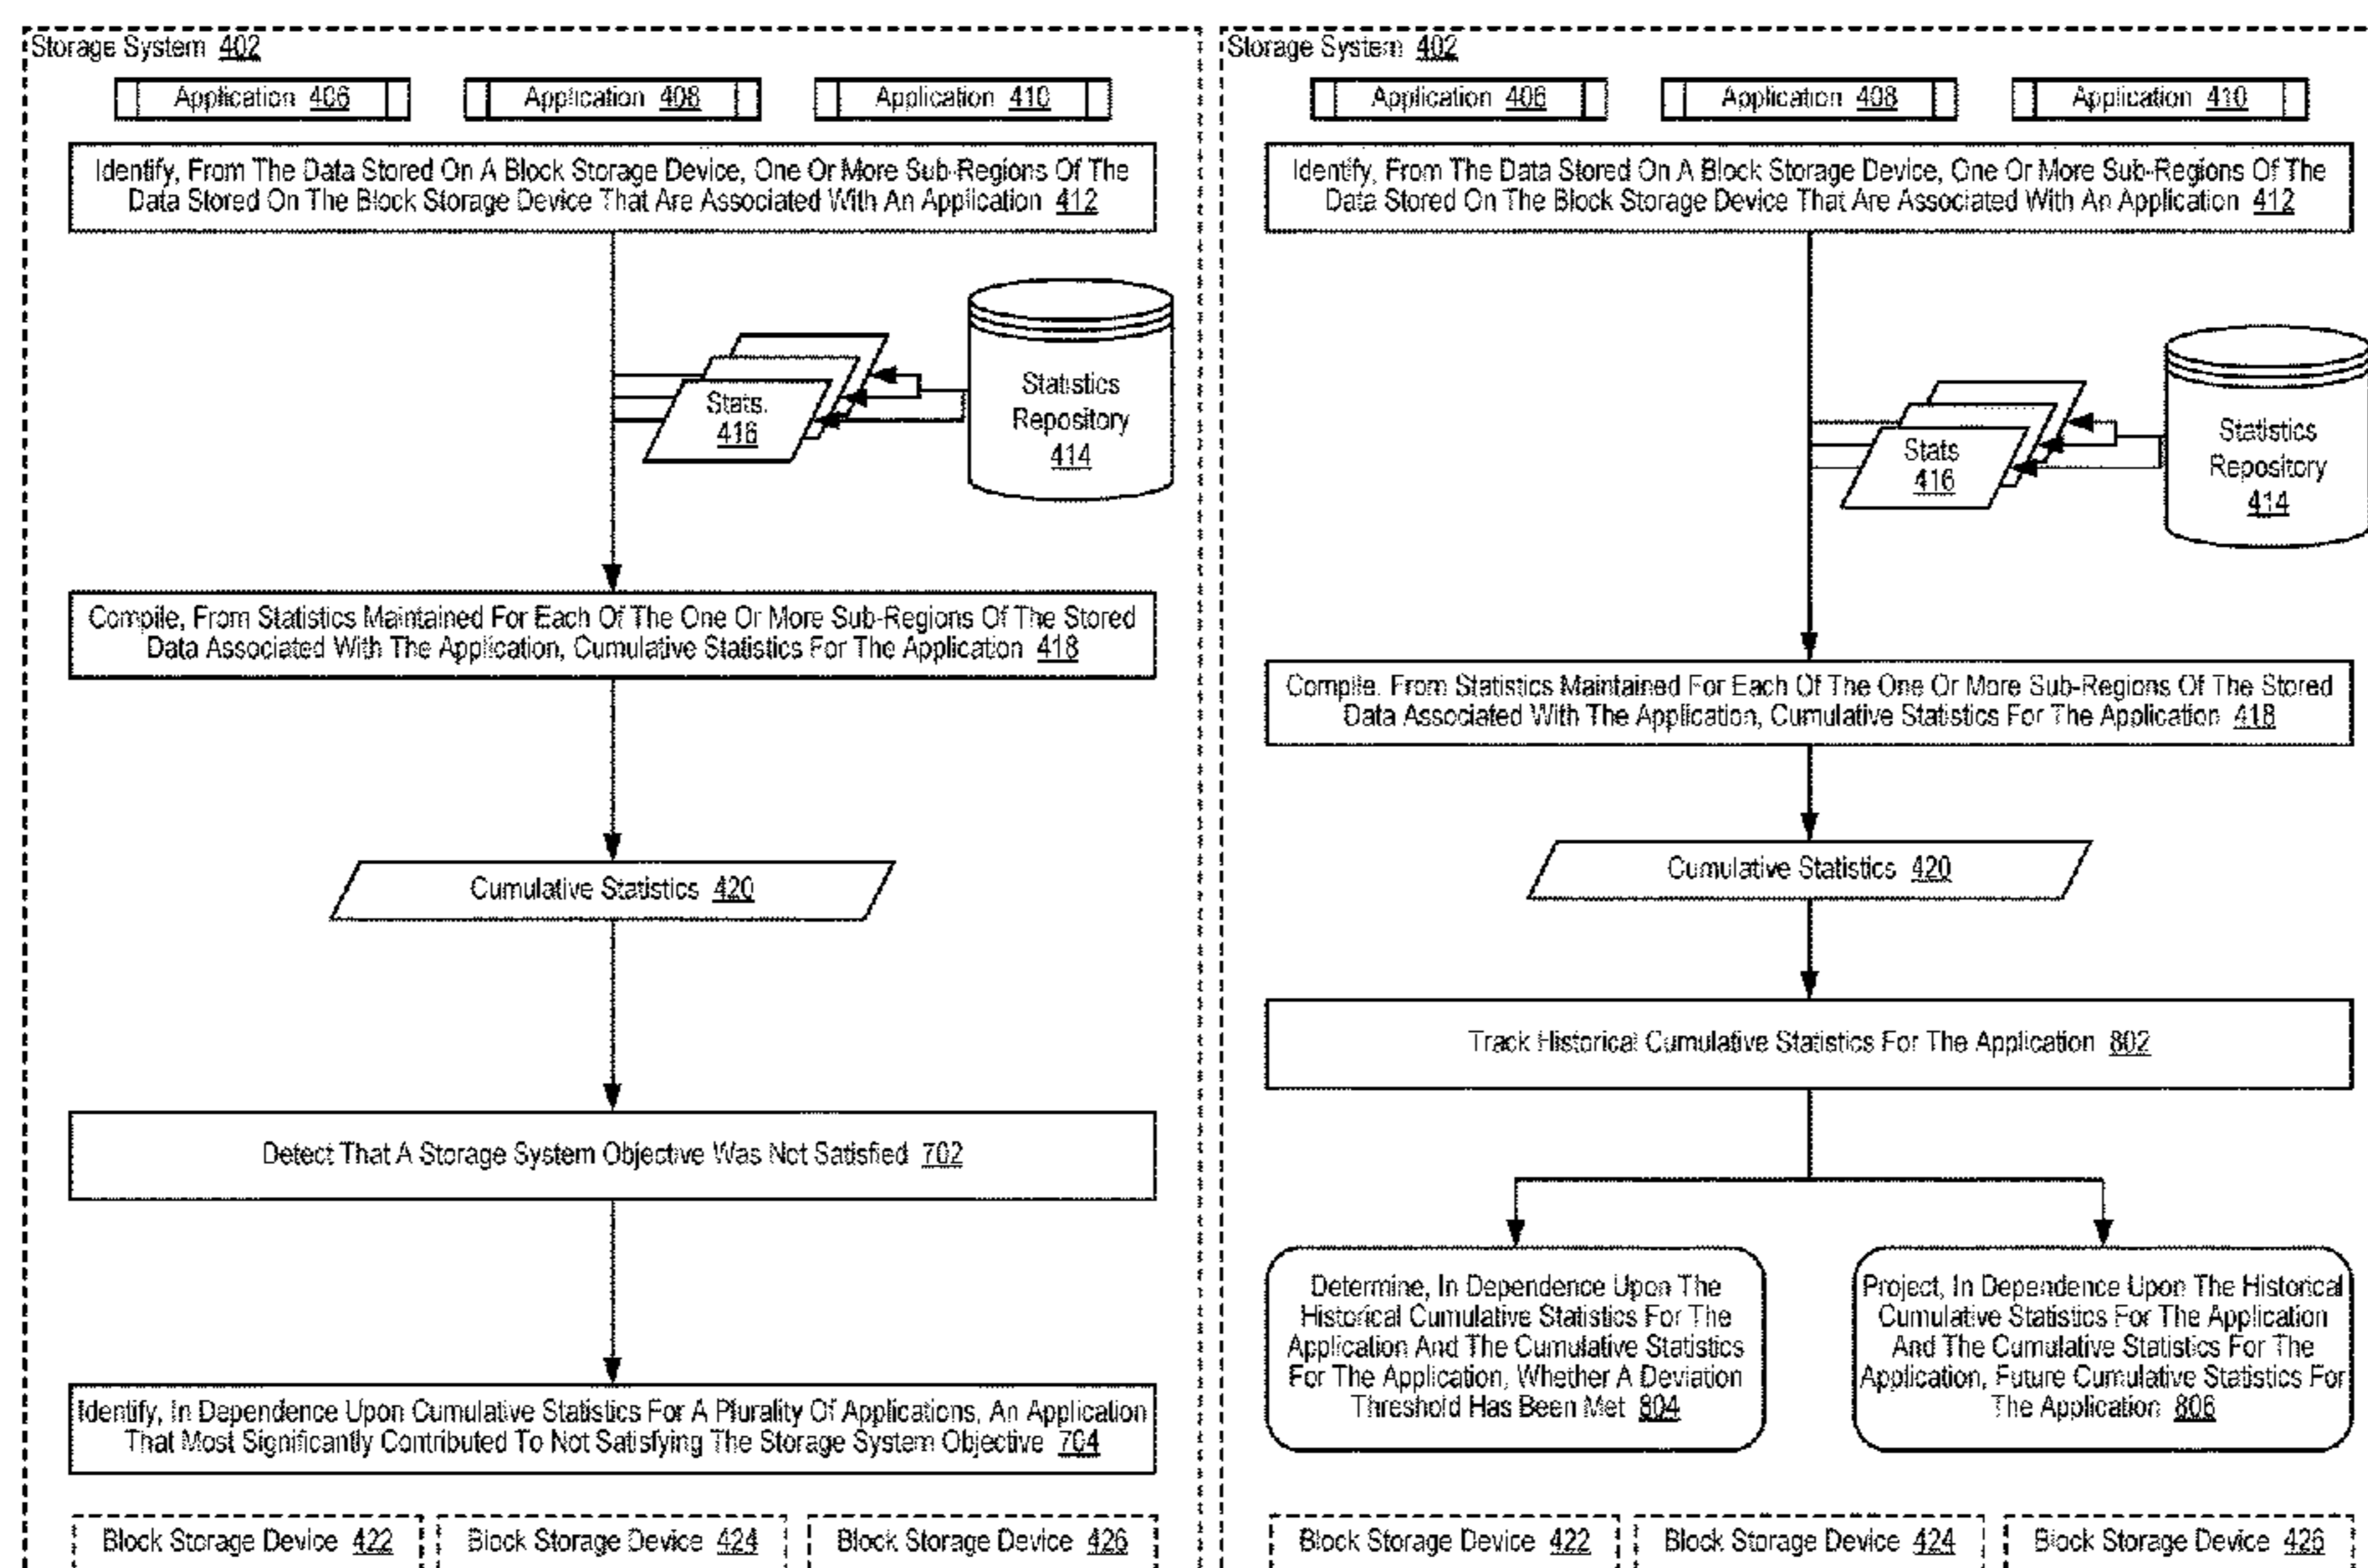 Storage System 402
Application 406
Application 408
Application 410
Identify, From The Data Stored On A Block Storage Device, One Or More Sub-Regions Of The
Data Stored On The Block Storage Device That Are Associated With An Application 412
Stats.
416
Statistics
Repository
414
Compile, From Statistics Maintained For Each Of The One Or More Sub-Regions Of The Stored
Data Associated With The Application, Cumulative Statistics For The Application 418
Cumulative Statistics 420
Detect That A Storage System Objective Was Not Satisfied 702
Identify, In Dependence Upon Cumulative Statistics For A Plurality Of Applications, An Application
That Most Significantly Contributed To Not Satisfying The Storage System Objective 704
Block Storage Device 422
Block Storage Device 424
Block Storage Device 426
Storage System 402
Application 406
Application 408
Application 410
Identify, From The Data Stored On A Block Storage Device, One Or More Sub-Regions Of The
Data Stored On The Block Storage Device That Are Associated With An Application 412
Stats
416
Statistics
Repository
414
Compile. From Statistics Maintained For Each Of The One Or More Sub-Regions Of The Stored
Data Associated With The Application, Cumulative Statistics For The Application 418
Cumulative Statistics 420
Track Historical Cumulative Statistics For The Application 802
Determine, In Dependence Upon The
Historical Cumulative Statistics For The
Application And The Cumulative Statistics
For The Application, Whether A Deviation
Threshold Has Been Met 804
Project, In Dependence Upon The Historical
Cumulative Statistics For The Application
And The Cumulative Statistics For The
Application, Future Cumulative Statistics For
The Application 806
Block Storage Device 422
Block Storage Device 424
Block Storage Device 426